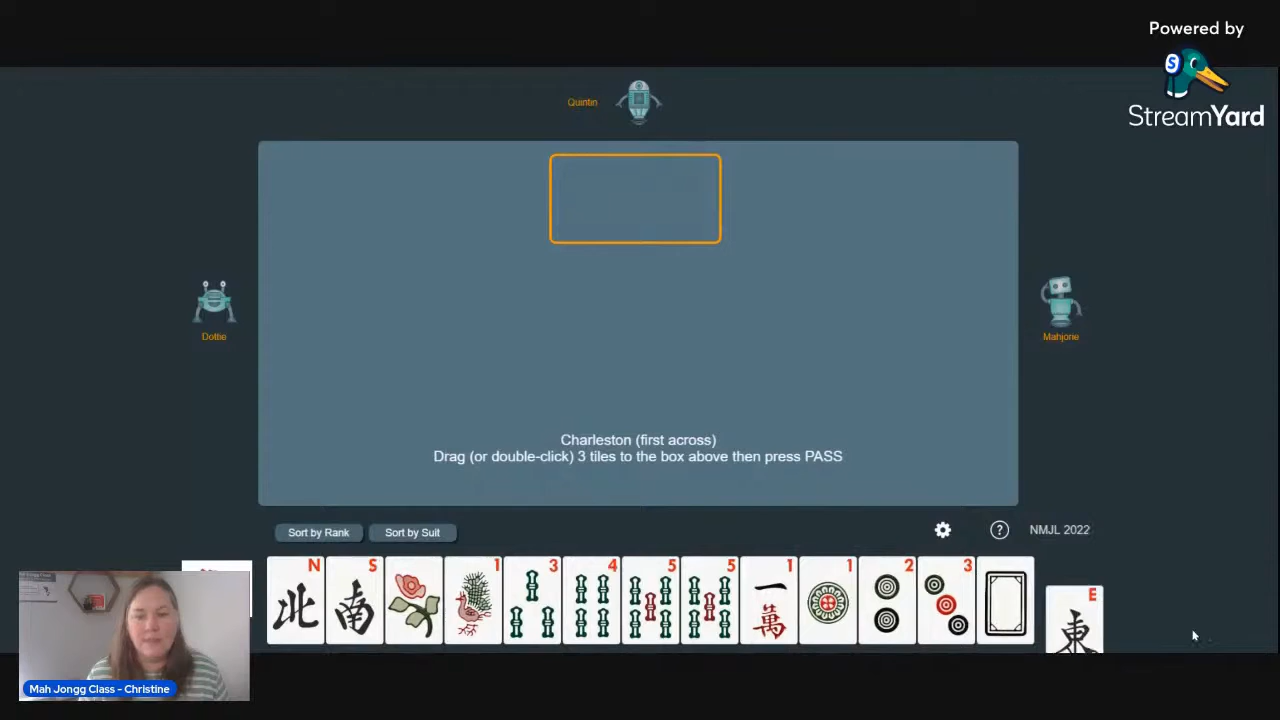 Powered by
StreamYard
Quintin
Dottie
Mahjorie
Charleston (first across)
Drag (or double-click) 3 tiles to the box above then press PASS
Sort by Rank
Sort by Suit
?
NMJL 2022
N S 1 3 4 5 5 1 1 2 3
北 南 一萬
E
東
Mah Jongg Class - Christine